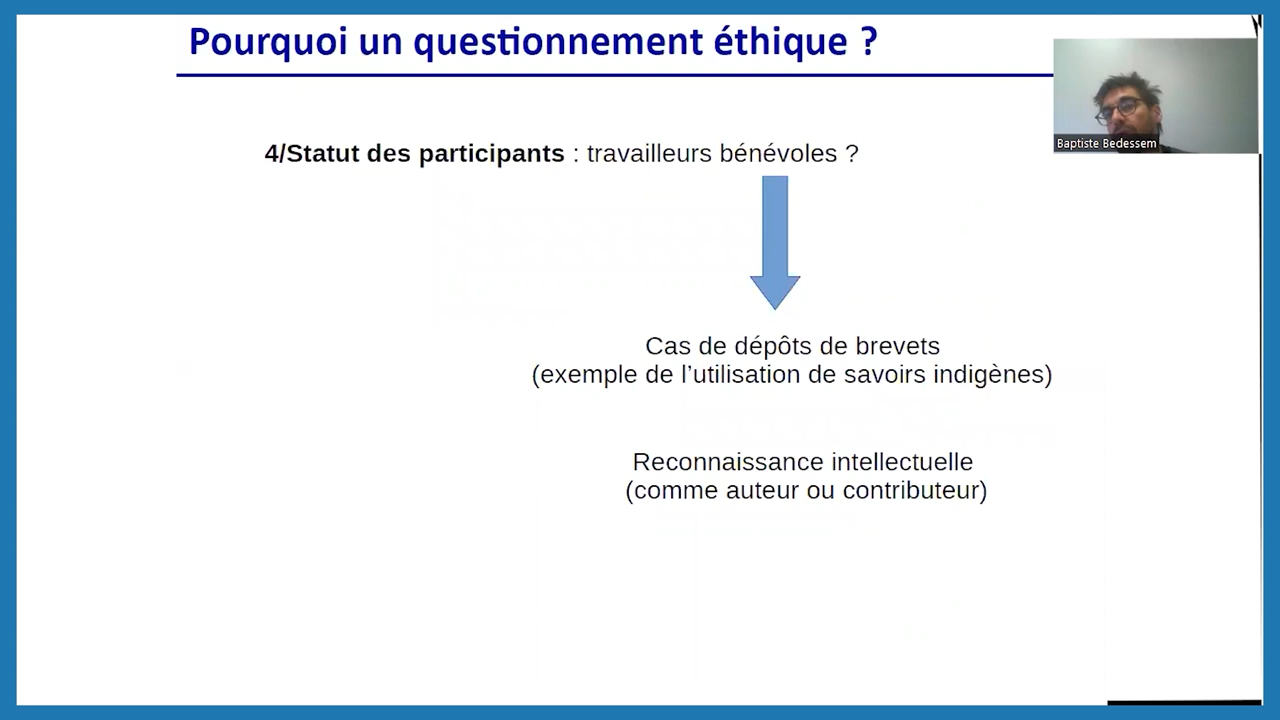 Pourquoi un questionnement éthique ?
Baptiste Bedessem
4/Statut des participants : travailleurs bénévoles ?
Cas de dépôts de brevets
(exemple de l’utilisation de savoirs indigènes)
Reconnaissance intellectuelle
(comme auteur ou contributeur)